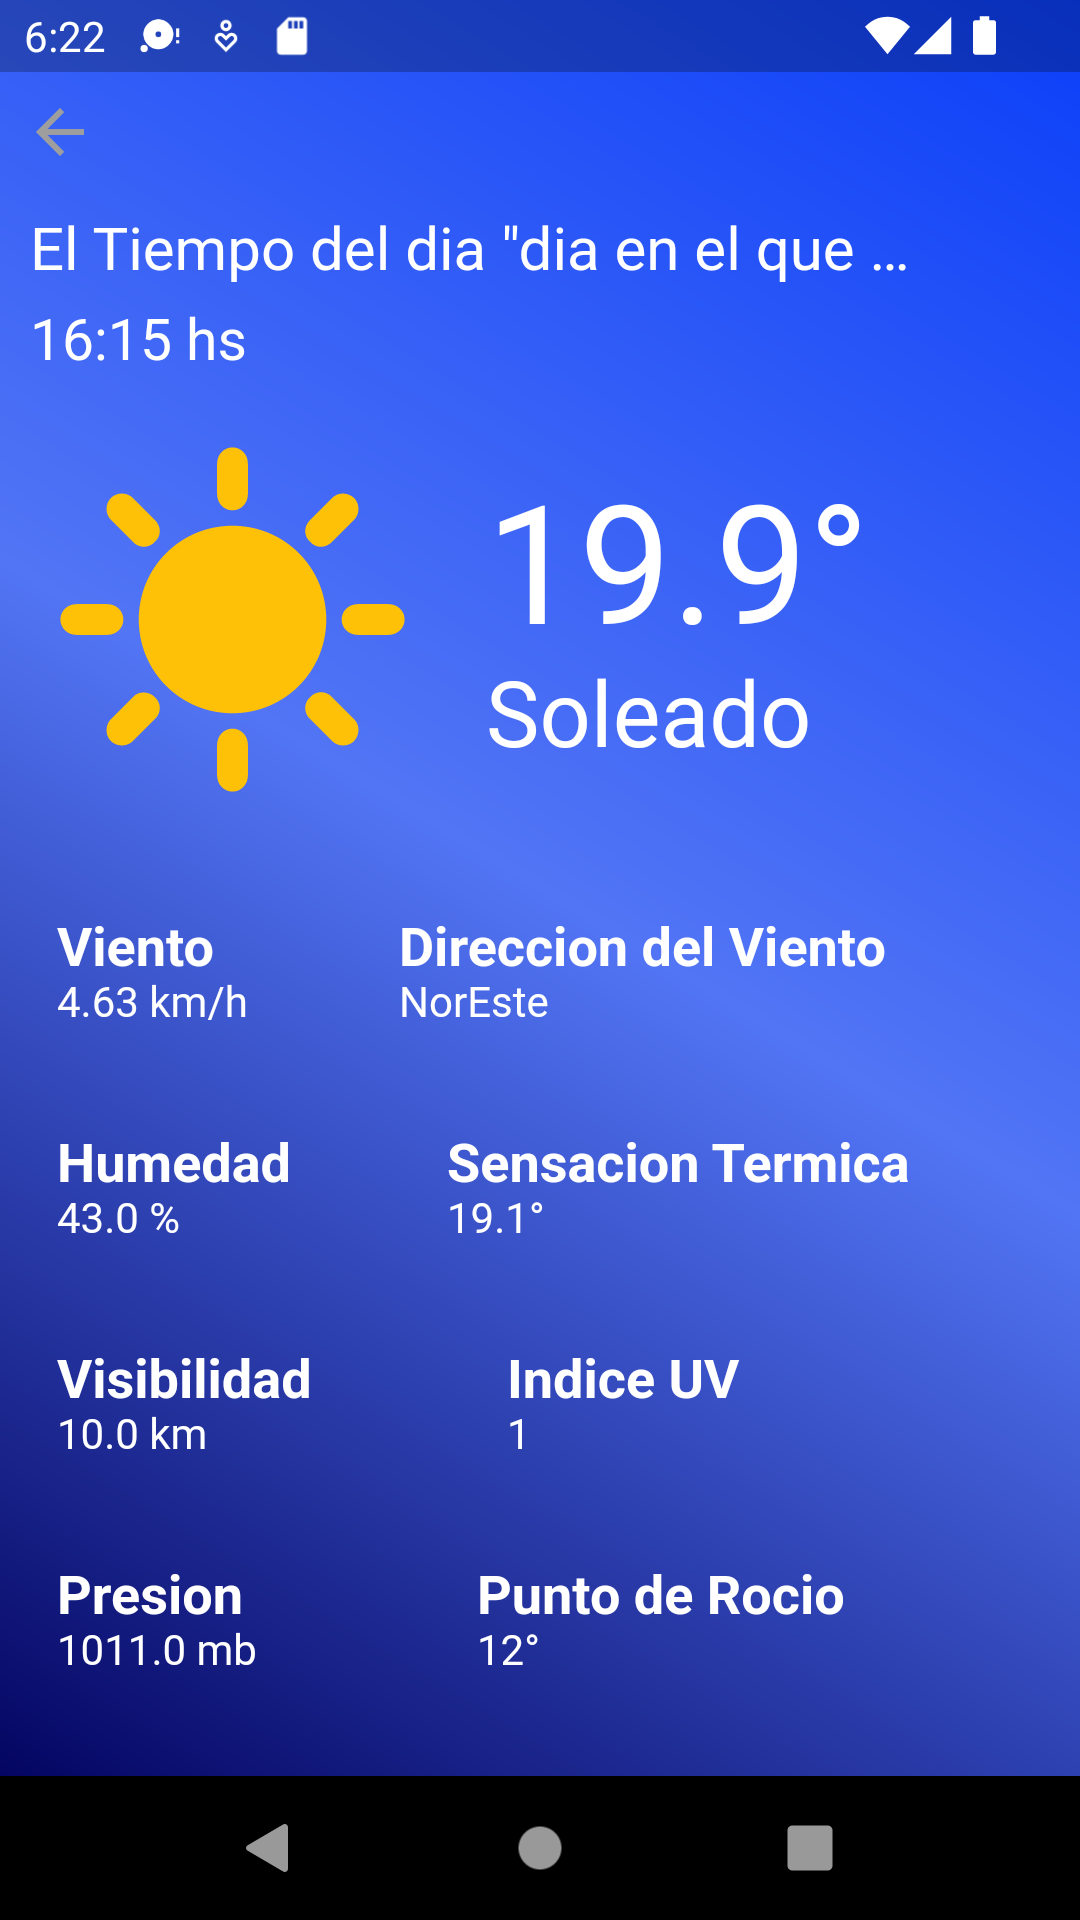 6:22
El Tiempo del dia "dia en el que ...
16:15 hs
19.9°
Soleado
Viento
Direccion del Viento
4.63 km/h
NorEste
Humedad
Sensacion Termica
43.0 %
19.1°
Visibilidad
Indice UV
10.0 km
1
Presion
Punto de Rocio
1011.0 mb
12°